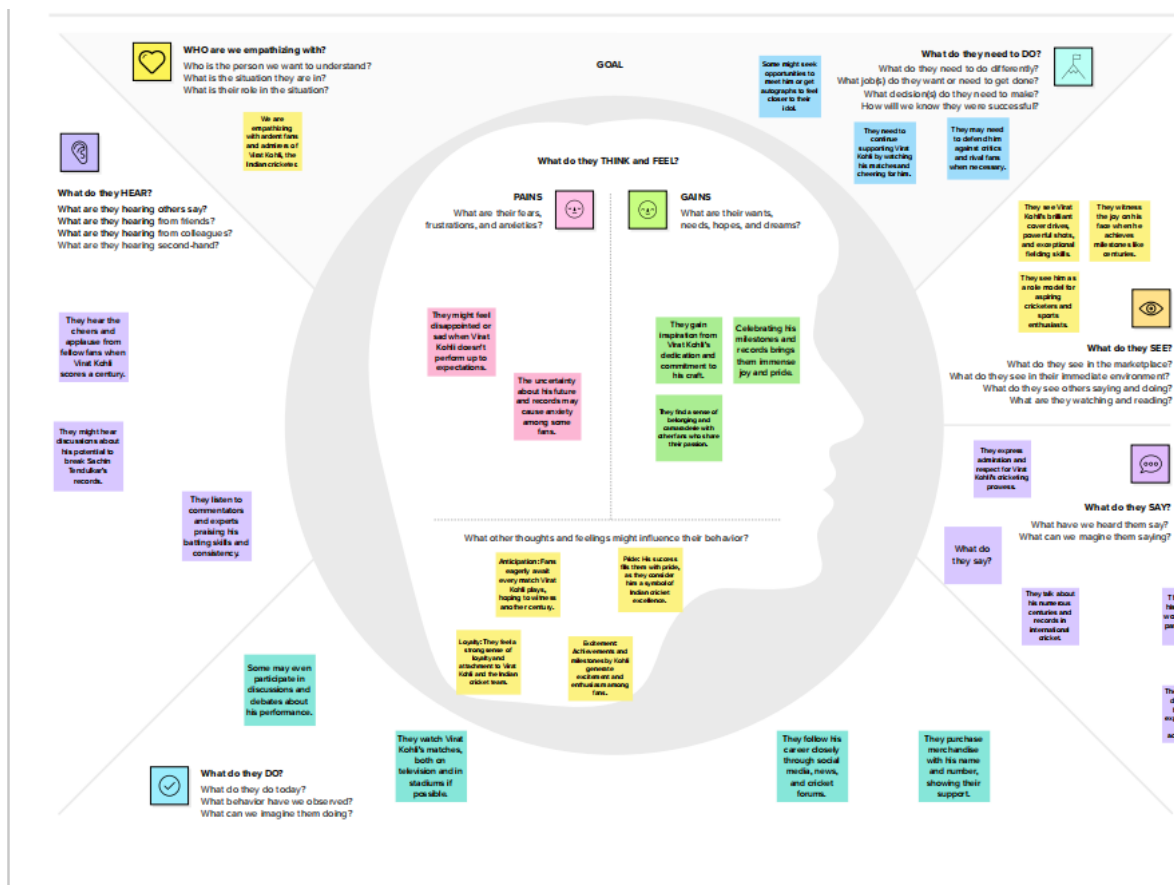 WHO are we empathizing with?
Who is the person we want to understand?
What is the situation they are in?
What is their role in the situation?
We are
empathizing
with ardent fans
and admirers of
Virat Kohli, the
Indian cricketer.
GOAL
Some might seek
opportunities to
meet him or get
autographs to feel
closer to their
idol.
What do they need to DO?
What do they need to do differently?
What job(s) do they want or need to get done?
What decision(s) do they need to make?
How will we know they were successful?
They need to
continue
supporting Virat
Kohli by watching
his matches and
cheering for him.
They may need
to defend him
against critics
and rival fans
when necessary.
What do they HEAR?
What are they hearing others say?
What are they hearing from friends?
What are they hearing from colleagues?
What are they hearing second-hand?
They hear the
cheers and
applause from
fellow fans when
Virat Kohli
scores a century.
They might hear
discussions about
his potential to
break Sachin
Tendulkar's
records.
They listen to
commentators
and experts
praising his
batting skills and
consistency.
What do they THINK and FEEL?
PAINS
What are their fears,
frustrations, and anxieties?
They might feel
disappointed or
sad when Virat
Kohli doesn't
perform up to
expectations.
The uncertainty
about his future
and records may
cause anxiety
among some
fans.
GAINS
What are their wants,
needs, hopes, and dreams?
They gain
inspiration from
Virat Kohli's
dedication and
commitment to
his craft.
Celebrating his
milestones and
records brings
them immense
joy and pride.
They find a sense of
belonging and
camaraderie with
other fans who share
their passion.
What other thoughts and feelings might influence their behavior?
Anticipation: Fans
eagerly await
every match Virat
Kohli plays,
hoping to witness
another century.
Pride: His success
fills them with pride,
as they consider
him a symbol of
Indian cricket
excellence.
Loyalty: They feel a
strong sense of
loyalty and
attachment to Virat
Kohli and the Indian
cricket team.
Excitement:
Achievements and
milestones by Kohli
generate
excitement and
enthusiasm among
fans.
They see Virat
Kohli's brilliant
cover drives,
powerful shots,
and exceptional
fielding skills.
They witness
the joy on his
face when he
achieves
milestones like
centuries.
They see him as
a role model for
aspiring
cricketers and
sports
enthusiasts.
What do they SEE?
What do they see in the marketplace?
What do they see in their immediate environment?
What do they see others saying and doing?
What are they watching and reading?
They express
admiration and
respect for Virat
Kohli's cricketing
prowess.
What do they SAY?
What have we heard them say?
What can we imagine them saying?
What do
they say?
They talk about
his numerous
centuries and
records in
international
cricket.
Some may even
participate in
discussions and
debates about
his performance.
What do they DO?
What do they do today?
What behavior have we observed?
What can we imagine them doing?
They watch Virat
Kohli's matches,
both on
television and in
stadiums if
possible.
They follow his
career closely
through social
media, news,
and cricket
forums.
They purchase
merchandise
with his name
and number,
showing their
support.